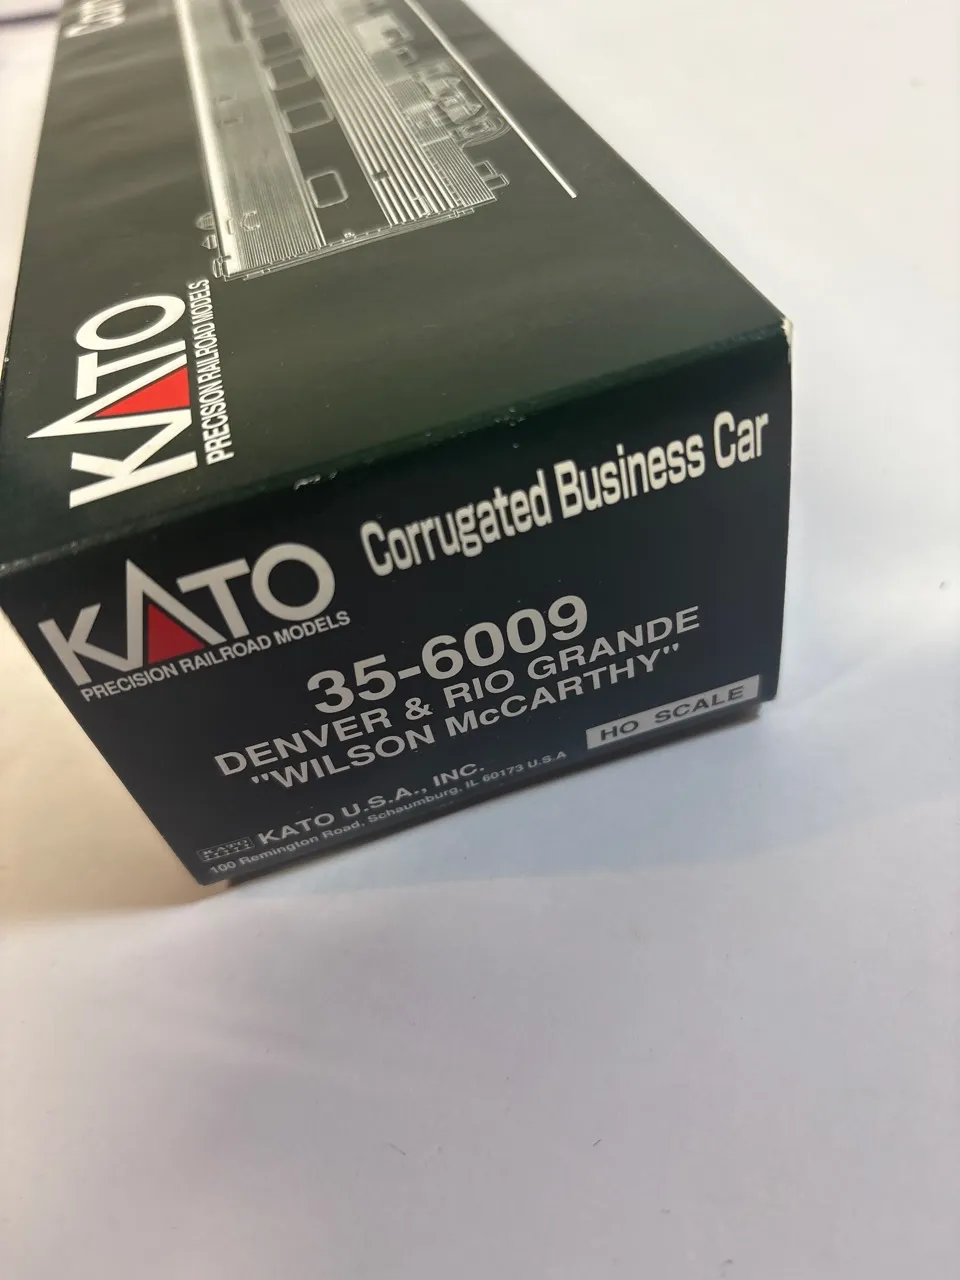 KATO
PRECISION RAILROAD MODELS
Corrugated Business Car
KATO
PRECISION RAILROAD MODELS
35-6009
DENVER & RIO GRANDE
"WILSON McCARTHY"
HO SCALE
KATO
KATO U.S.A., INC.
100 Remington Road, Schaumburg, IL 60173 U.S.A